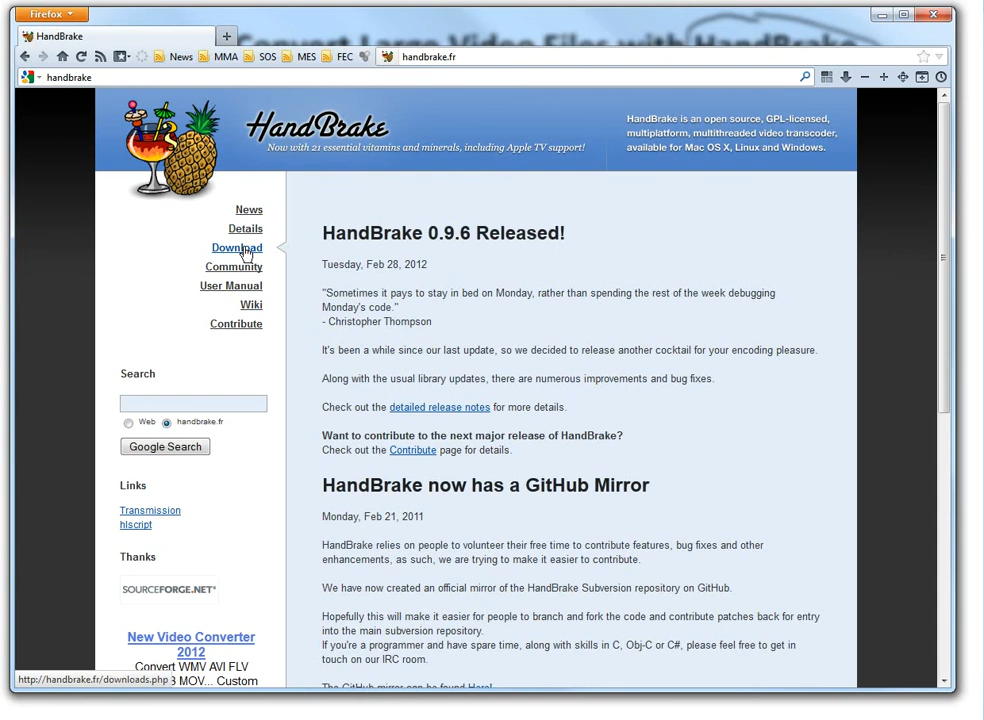 Firefox
Convert Large Video Files with HandBrake
HandBrake
News
MMA
SOS
MES
FEC
handbrake.fr
handbrake
HandBrake
Now with 21 essential vitamins and minerals, including Apple TV support!
HandBrake is an open source, GPL-licensed,
multiplatform, multithreaded video transcoder,
available for Mac OS X, Linux and Windows.
News
Details
Download
Community
User Manual
Wiki
Contribute
Search
Web
handbrake.fr
Google Search
Links
Transmission
hlscript
Thanks
SOURCEFORGE.NET
New Video Converter
2012
Convert WMV AVI FLV
MOV... Custom
HandBrake 0.9.6 Released!
Tuesday, Feb 28, 2012
"Sometimes it pays to stay in bed on Monday, rather than spending the rest of the week debugging
Monday's code."
- Christopher Thompson
It's been a while since our last update, so we decided to release another cocktail for your encoding pleasure.
Along with the usual library updates, there are numerous improvements and bug fixes.
Check out the detailed release notes for more details.
Want to contribute to the next major release of HandBrake?
Check out the Contribute page for details.
HandBrake now has a GitHub Mirror
Monday, Feb 21, 2011
HandBrake relies on people to volunteer their free time to contribute features, bug fixes and other
enhancements, as such, we are trying to make it easier to contribute.
We have now created an official mirror of the HandBrake Subversion repository on GitHub.
Hopefully this will make it easier for people to branch and fork the code and contribute patches back for entry
into the main subversion repository.
If you're a programmer and have spare time, along with skills in C, Obj-C or C#, please feel free to get in
touch on our IRC room.
The GitHub mirror can be found Here!
http://handbrake.fr/downloads.php